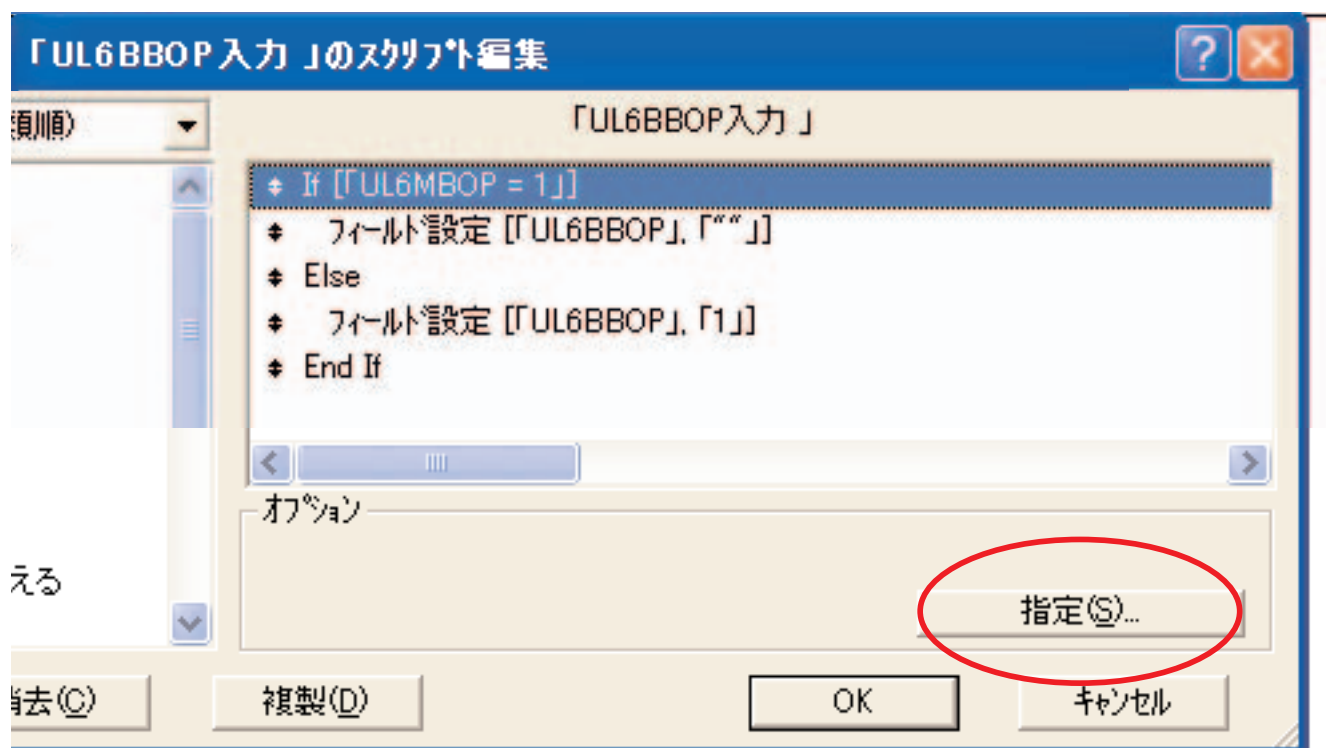 「UL6BBOP入力 」のスクリプト編集
類順)
「UL6BBOP入力 」
If [「UL6MBOP = 1」]
フィールド設定 [「UL6BBOP」, 「""」]
Else
フィールド設定 [「UL6BBOP」, 「1」]
End If
オプション
える
指定(S)...
消去(C)
複製(D)
OK
キャンセル